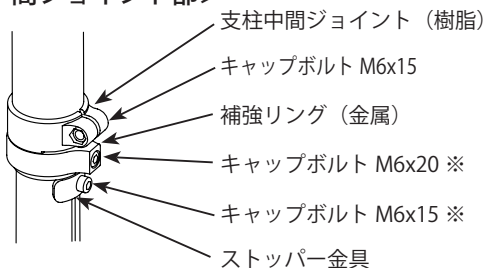 間ジョイント部
支柱中間ジョイント（樹脂）
キャップボルト M6x15
補強リング（金属）
キャップボルト M6x20 ※
キャップボルト M6x15 ※
ストッパー金具